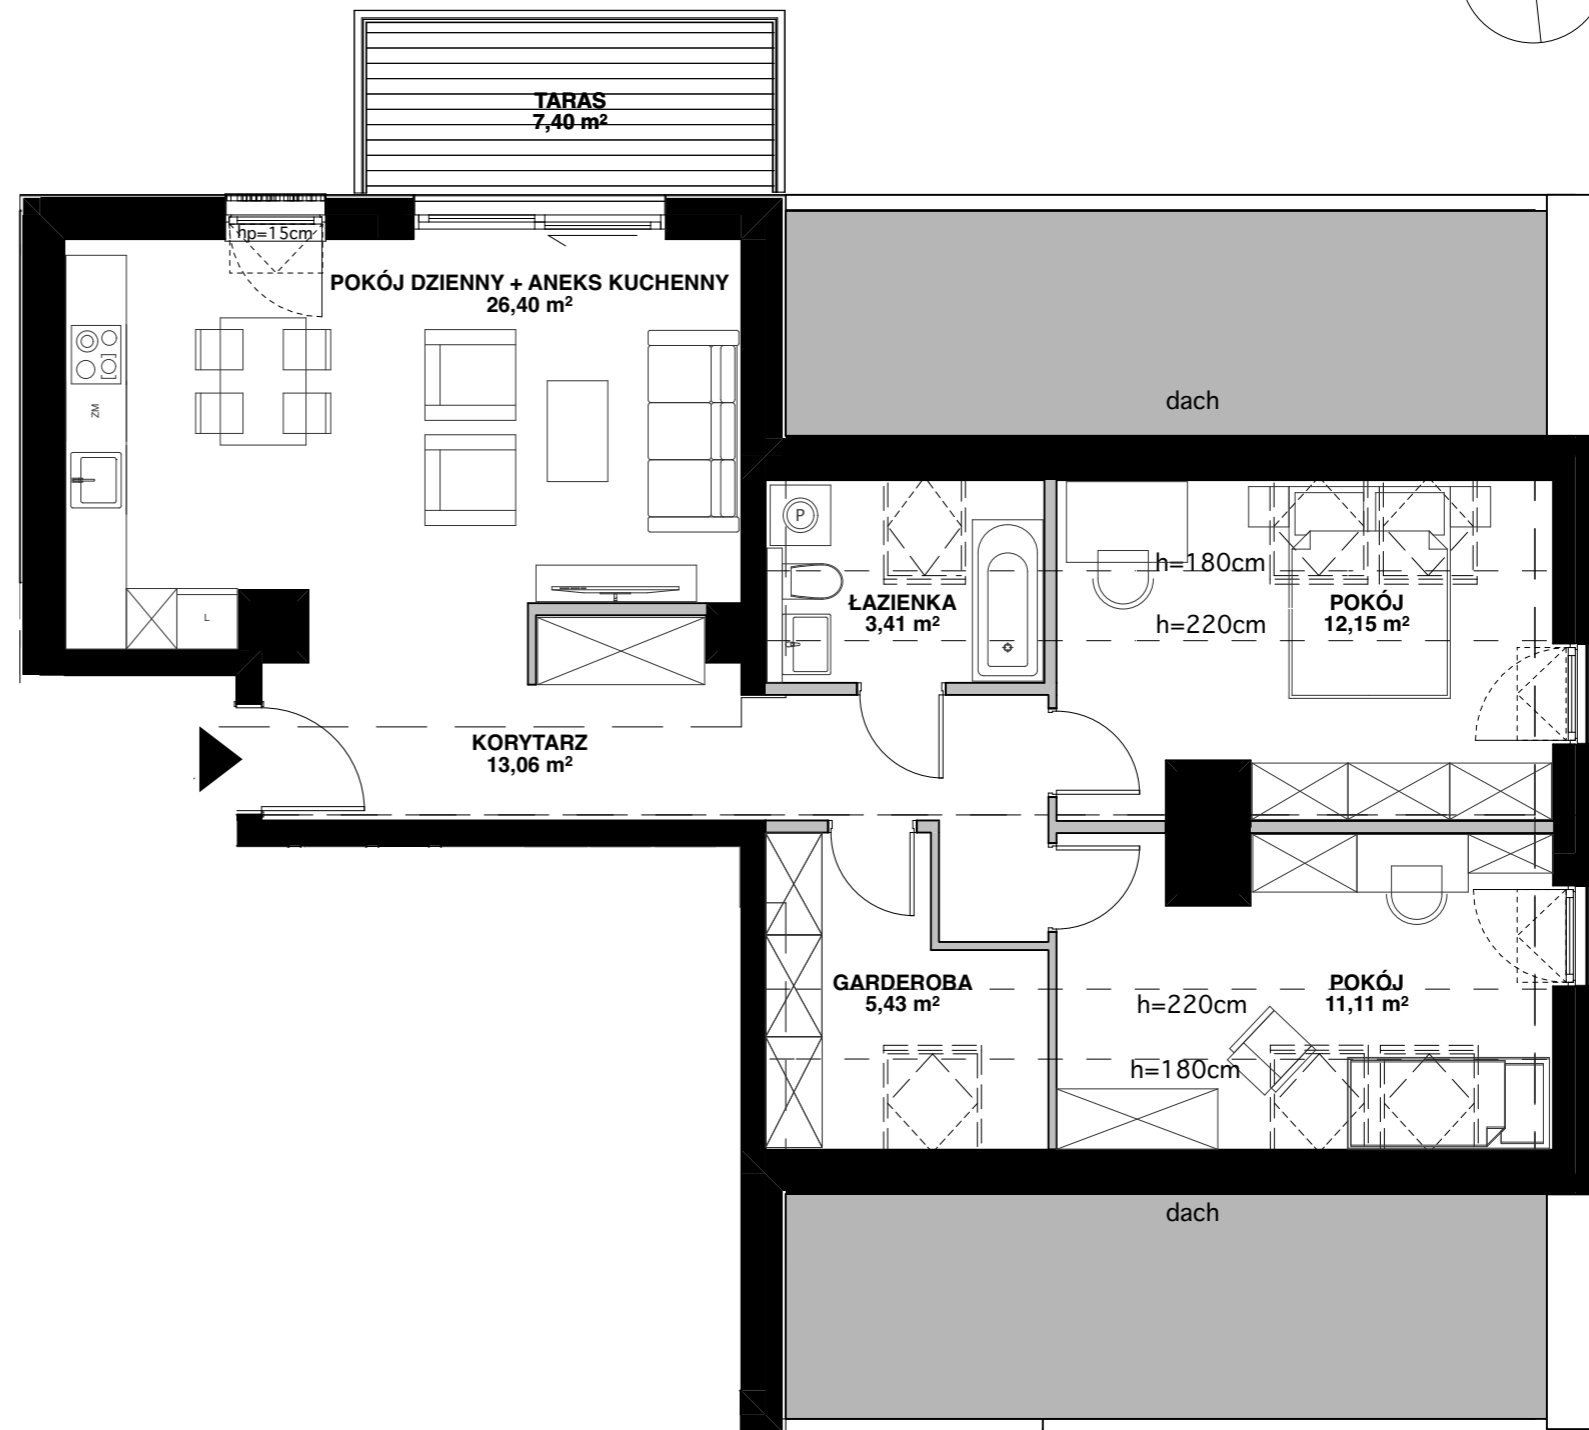 TARAS
7,40 m²
hp=15cm
POKÓJ DZIENNY + ANEKS KUCHENNY
26,40 m²
dach
ZM
P
L
h=180cm
ŁAZIENKA
3,41 m²
h=220cm
POKÓJ
12,15 m²
KORYTARZ
13,06 m²
GARDEROBA
5,43 m²
h=220cm
POKÓJ
11,11 m²
h=180cm
dach